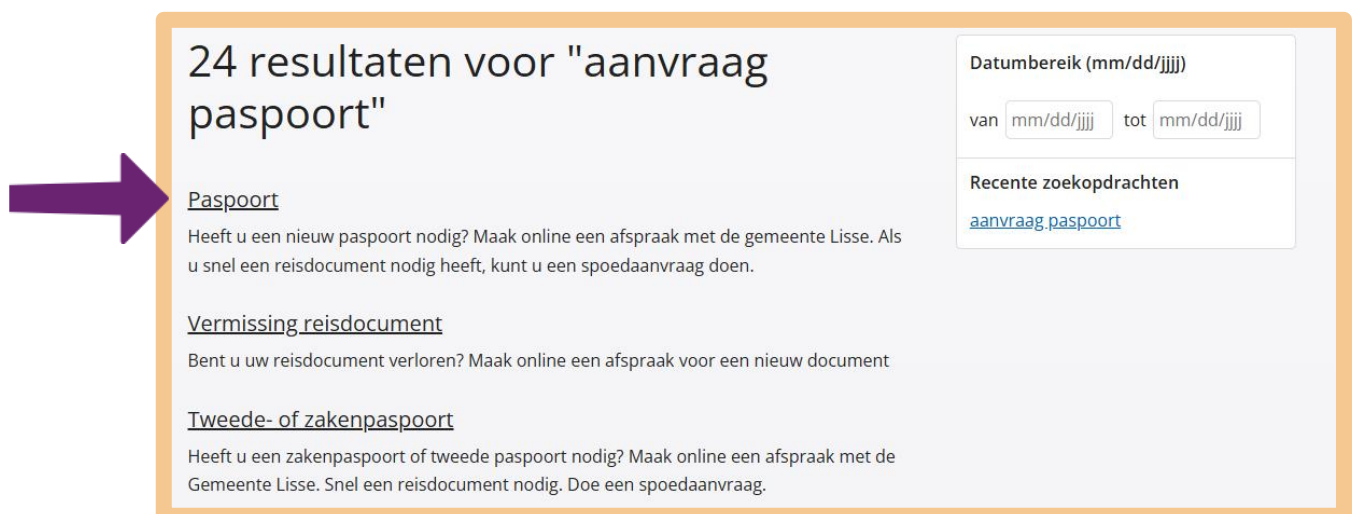 24 resultaten voor "aanvraag
paspoort"
Paspoort
Heeft u een nieuw paspoort nodig? Maak online een afspraak met de gemeente Lisse. Als
u snel een reisdocument nodig heeft, kunt u een spoedaanvraag doen.
Vermissing reisdocument
Bent u uw reisdocument verloren? Maak online een afspraak voor een nieuw document
Tweede- of zakenpaspoort
Heeft u een zakenpaspoort of tweede paspoort nodig? Maak online een afspraak met de
Gemeente Lisse. Snel een reisdocument nodig. Doe een spoedaanvraag.
Datumbereik (mm/dd/jjjj)
van mm/dd/jjjj tot mm/dd/jjjj
Recente zoekopdrachten
aanvraag paspoort